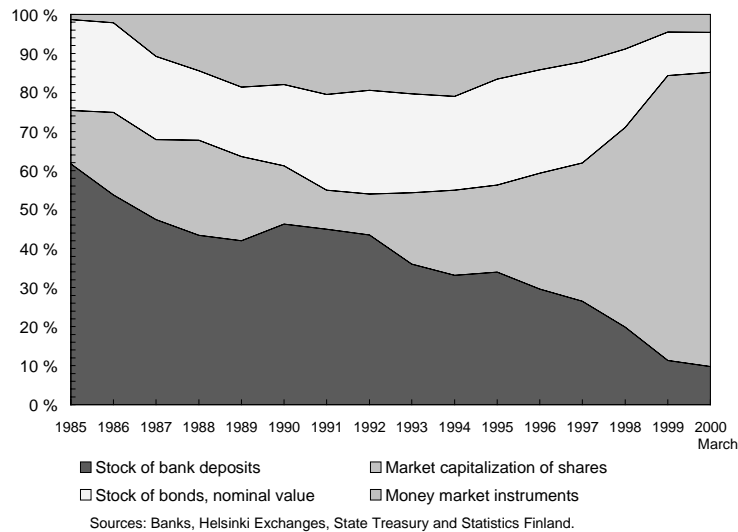 100 %
90 %
80 %
70 %
60 %
50 %
40 %
30 %
20 %
10 %
0 %
1985 1986 1987 1988 1989 1990 1991 1992 1993 1994 1995 1996 1997 1998 1999 2000
March
Stock of bank deposits Market capitalization of shares
Stock of bonds, nominal value Money market instruments
Sources: Banks, Helsinki Exchanges, State Treasury and Statistics Finland.